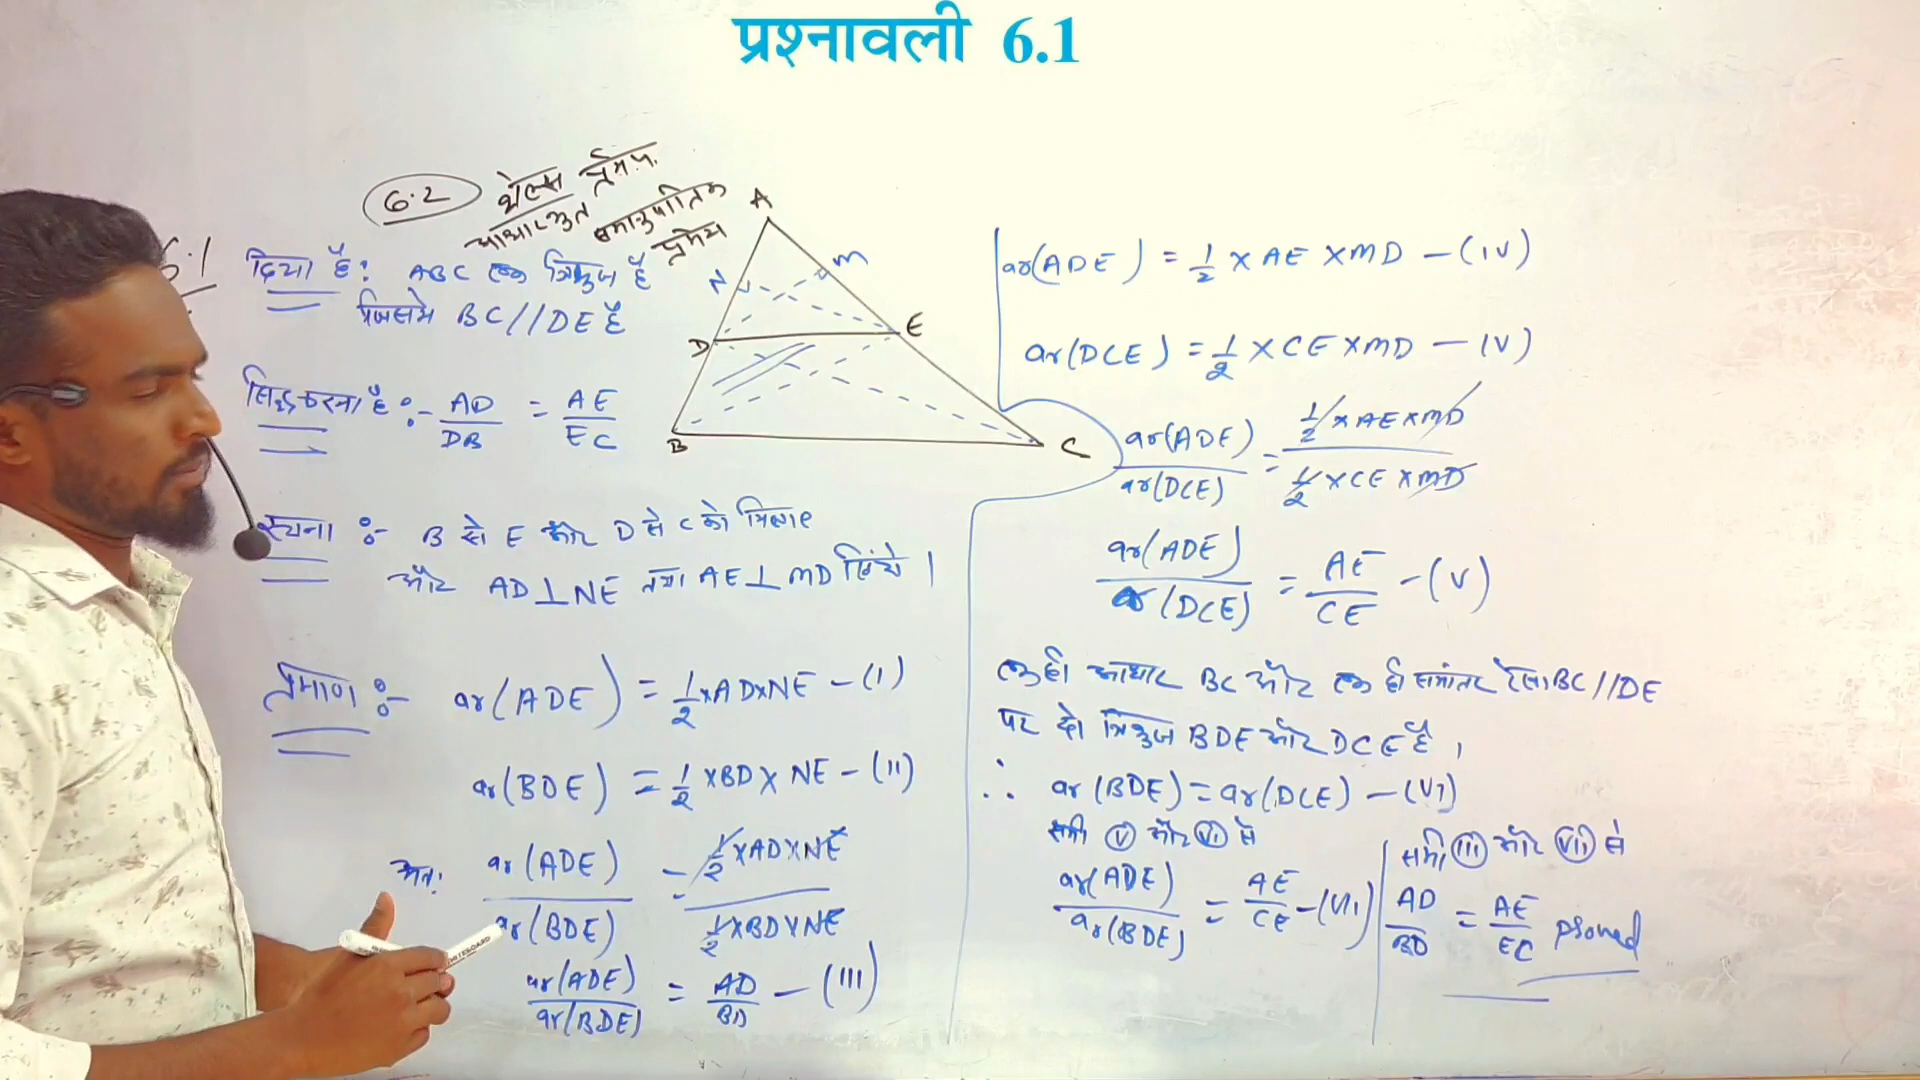 प्रश्नावली 6.1
6.2 थेल्स प्रमेय
आधारभूत समानुपातिक
प्रमेय
6.1
दिया है: ABC एक त्रिभुज है
जिसमे BC//DE है
सिद्ध करना है :- AD/DB = AE/EC
रचना :- B से E और D से C को मिलाए
और AD⊥NE तथा AE⊥MD खिंचे।
प्रमाण :- ar(ADE) = 1/2 ×AD×NE – (I)
ar(BDE) = 1/2 ×BD× NE – (II)
अत: ar(ADE)/ar(BDE) = 1/2 ×AD×NE / 1/2 ×BD×NE
ar(ADE)/ar(BDE) = AD/BD – (III)
A
N
M
D
E
B
C
ar(ADE) = 1/2 × AE ×MD – (IV)
ar(DCE) = 1/2 × CE ×MD – (V)
ar(ADE)/ar(DCE) = 1/2 × AE×MD / 1/2 ×CE ×MD
ar(ADE)/ar(DCE) = AE/CE – (V)
एक ही आधार BC और एक ही समांतर रेखा BC//DE
पर दो त्रिभुज BDE और DCE है।
∴ ar(BDE) = ar(DCE) – (VI)
समी (V) और (VI) से
ar(ADE)/ar(BDE) = AE/CE – (VII)
समी (III) और (VII) से
AD/BD = AE/EC proved